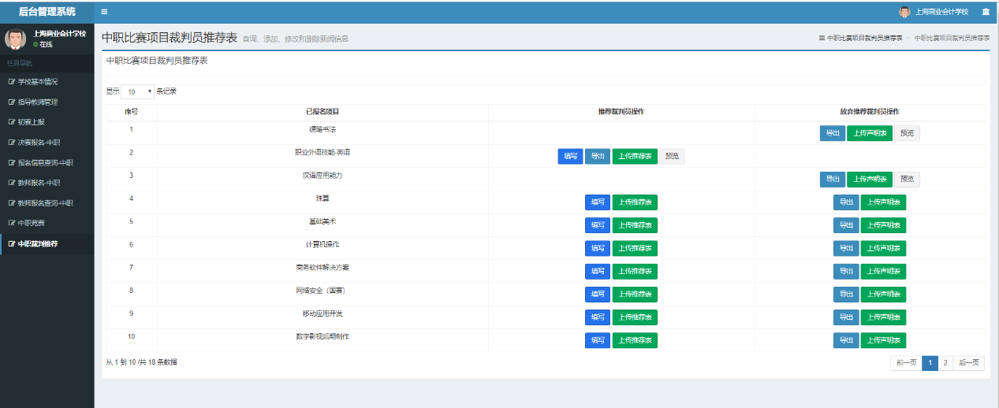 后台管理系统
上海商业会计学校
上海商业会计学校
在线
栏目导航
学校基本情况
指导教师管理
初赛上报
决赛报名-中职
报名信息查询-中职
教师报名-中职
教师报名查询-中职
中职竞赛
中职裁判推荐
中职比赛项目裁判员推荐表 查询、添加、修改和删除新闻信息
中职比赛项目裁判员推荐表 > 中职比赛项目裁判员推荐表
中职比赛项目裁判员推荐表
显示 10 条记录
序号 已报名项目 推荐裁判员操作 放弃推荐裁判员操作
1 硬笔书法 导出 上传声明表 预览
2 职业外语技能-英语 填写 导出 上传推荐表 预览
3 汉语应用能力 导出 上传声明表 预览
4 珠算 填写 上传推荐表 导出 上传声明表
5 基础美术 填写 上传推荐表 导出 上传声明表
6 计算机操作 填写 上传推荐表 导出 上传声明表
7 商务软件解决方案 填写 上传推荐表 导出 上传声明表
8 网络安全（国赛） 填写 上传推荐表 导出 上传声明表
9 移动应用开发 填写 上传推荐表 导出 上传声明表
10 数字影视后期制作 填写 上传推荐表 导出 上传声明表
从 1 到 10 /共 18 条数据
前一页 1 2 后一页